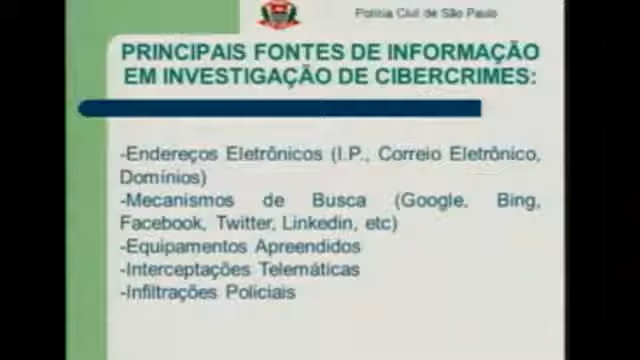 Polícia Civil de São Paulo
PRINCIPAIS FONTES DE INFORMAÇÃO
EM INVESTIGAÇÃO DE CIBERCRIMES:
-Endereços Eletrônicos (I.P., Correio Eletrônico,
Domínios)
-Mecanismos de Busca (Google, Bing,
Facebook, Twitter, Linkedin, etc)
-Equipamentos Apreendidos
-Interceptações Telemáticas
-Infiltrações Policiais